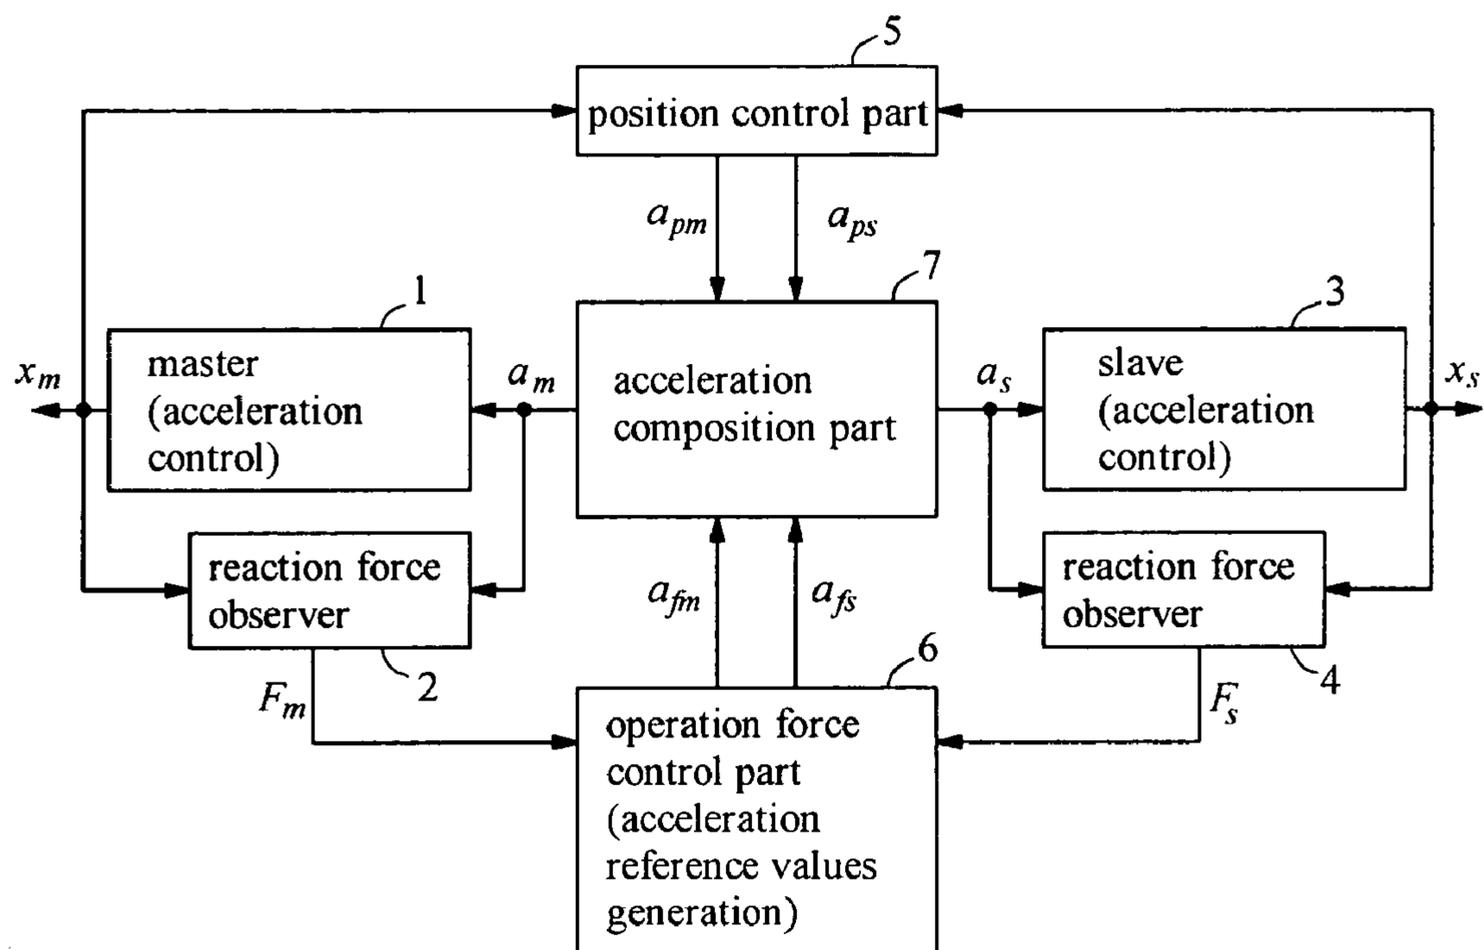 5
position control part
a_pm
a_ps
7
1
3
x_m
master
(acceleration
control)
a_m
acceleration
composition part
a_s
slave
(acceleration
control)
x_s
reaction force
observer
2
F_m
a_fm
a_fs
reaction force
observer
4
F_s
6
operation force
control part
(acceleration
reference values
generation)